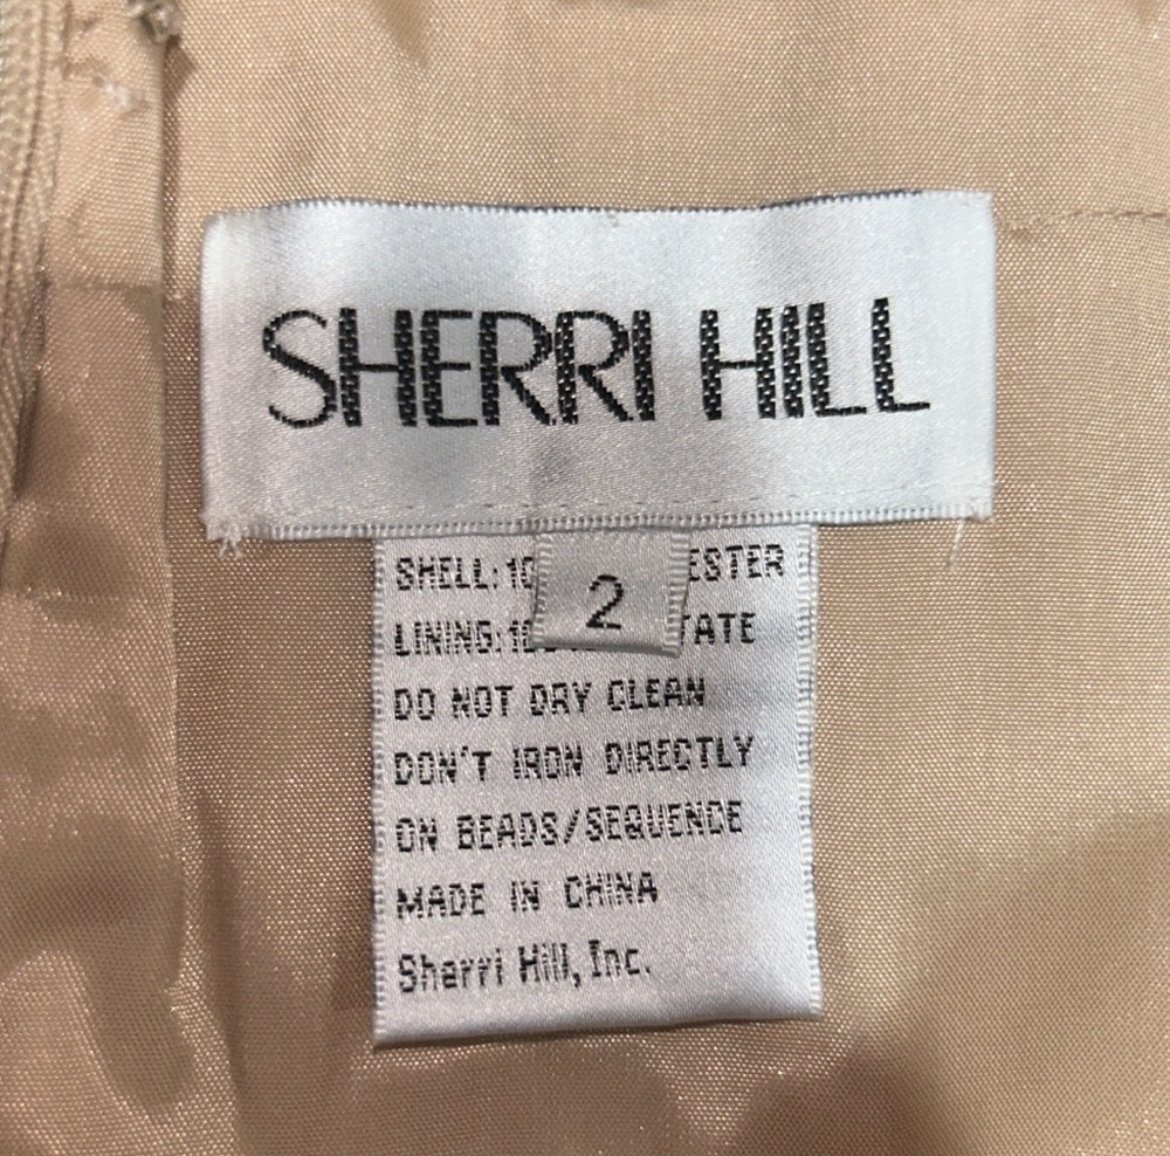 SHERRI HILL
2
SHELL: 10 ESTER
LINING: 10 TATE
DO NOT DRY CLEAN
DON'T IRON DIRECTLY
ON BEADS/SEQUENCE
MADE IN CHINA
Sherri Hill, Inc.